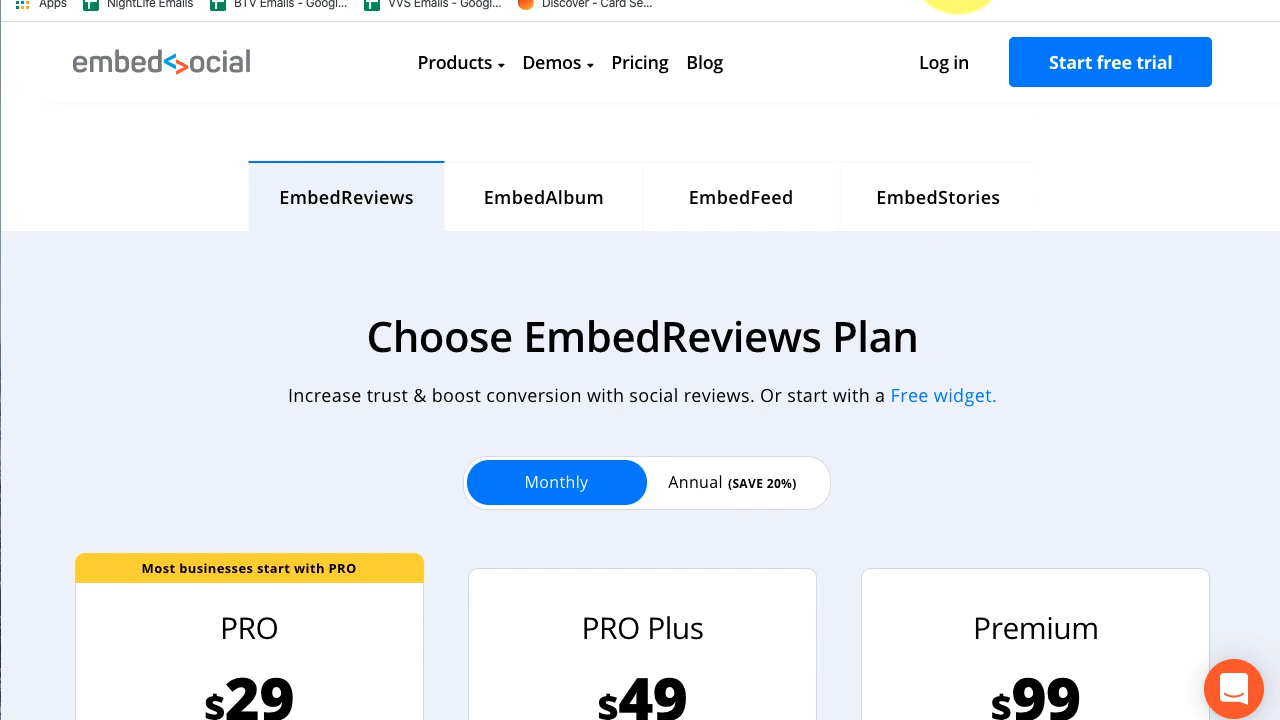 Apps NightLife Emails BTV Emails - Googl... VVS Emails - Googl... Discover - Card Se...
embed<>ocial Products Demos Pricing Blog Log in Start free trial
EmbedReviews EmbedAlbum EmbedFeed EmbedStories
Choose EmbedReviews Plan
Increase trust & boost conversion with social reviews. Or start with a Free widget.
Monthly Annual (SAVE 20%)
Most businesses start with PRO
PRO PRO Plus Premium
$29 $49 $99